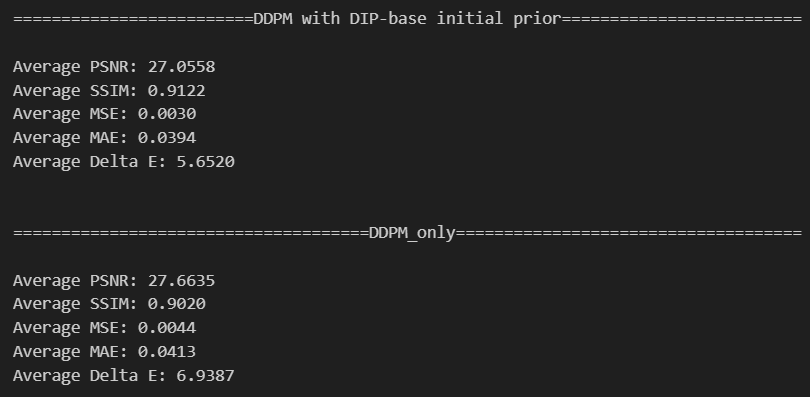 =========================DDPM with DIP-base initial prior=========================
Average PSNR: 27.0558
Average SSIM: 0.9122
Average MSE: 0.0030
Average MAE: 0.0394
Average Delta E: 5.6520
=====================================DDPM_only====================================
Average PSNR: 27.6635
Average SSIM: 0.9020
Average MSE: 0.0044
Average MAE: 0.0413
Average Delta E: 6.9387